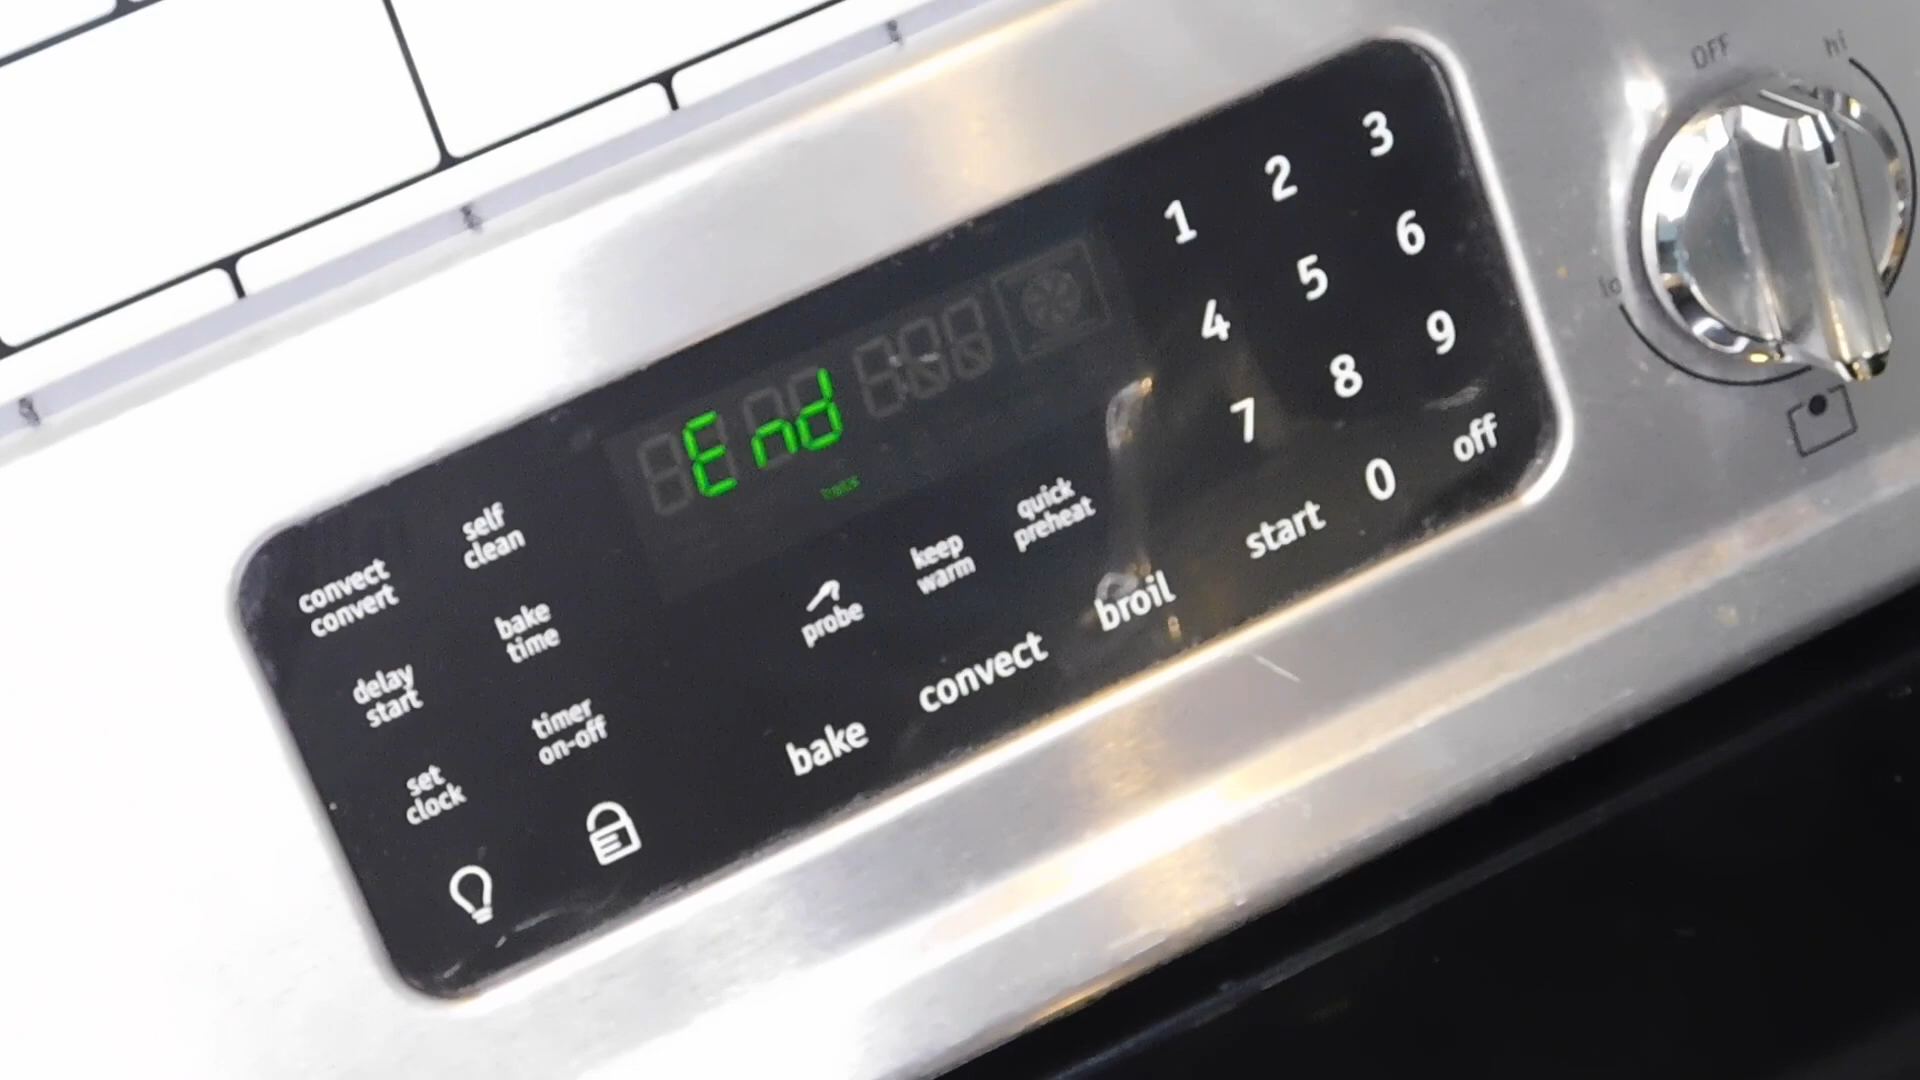 OFF
hi
lo
End
1 2 3
4 5 6
7 8 9
0
start
off
convect
convert
self
clean
delay
start
bake
time
set
clock
timer
on-off
probe
keep
warm
quick
preheat
bake
convect
broil